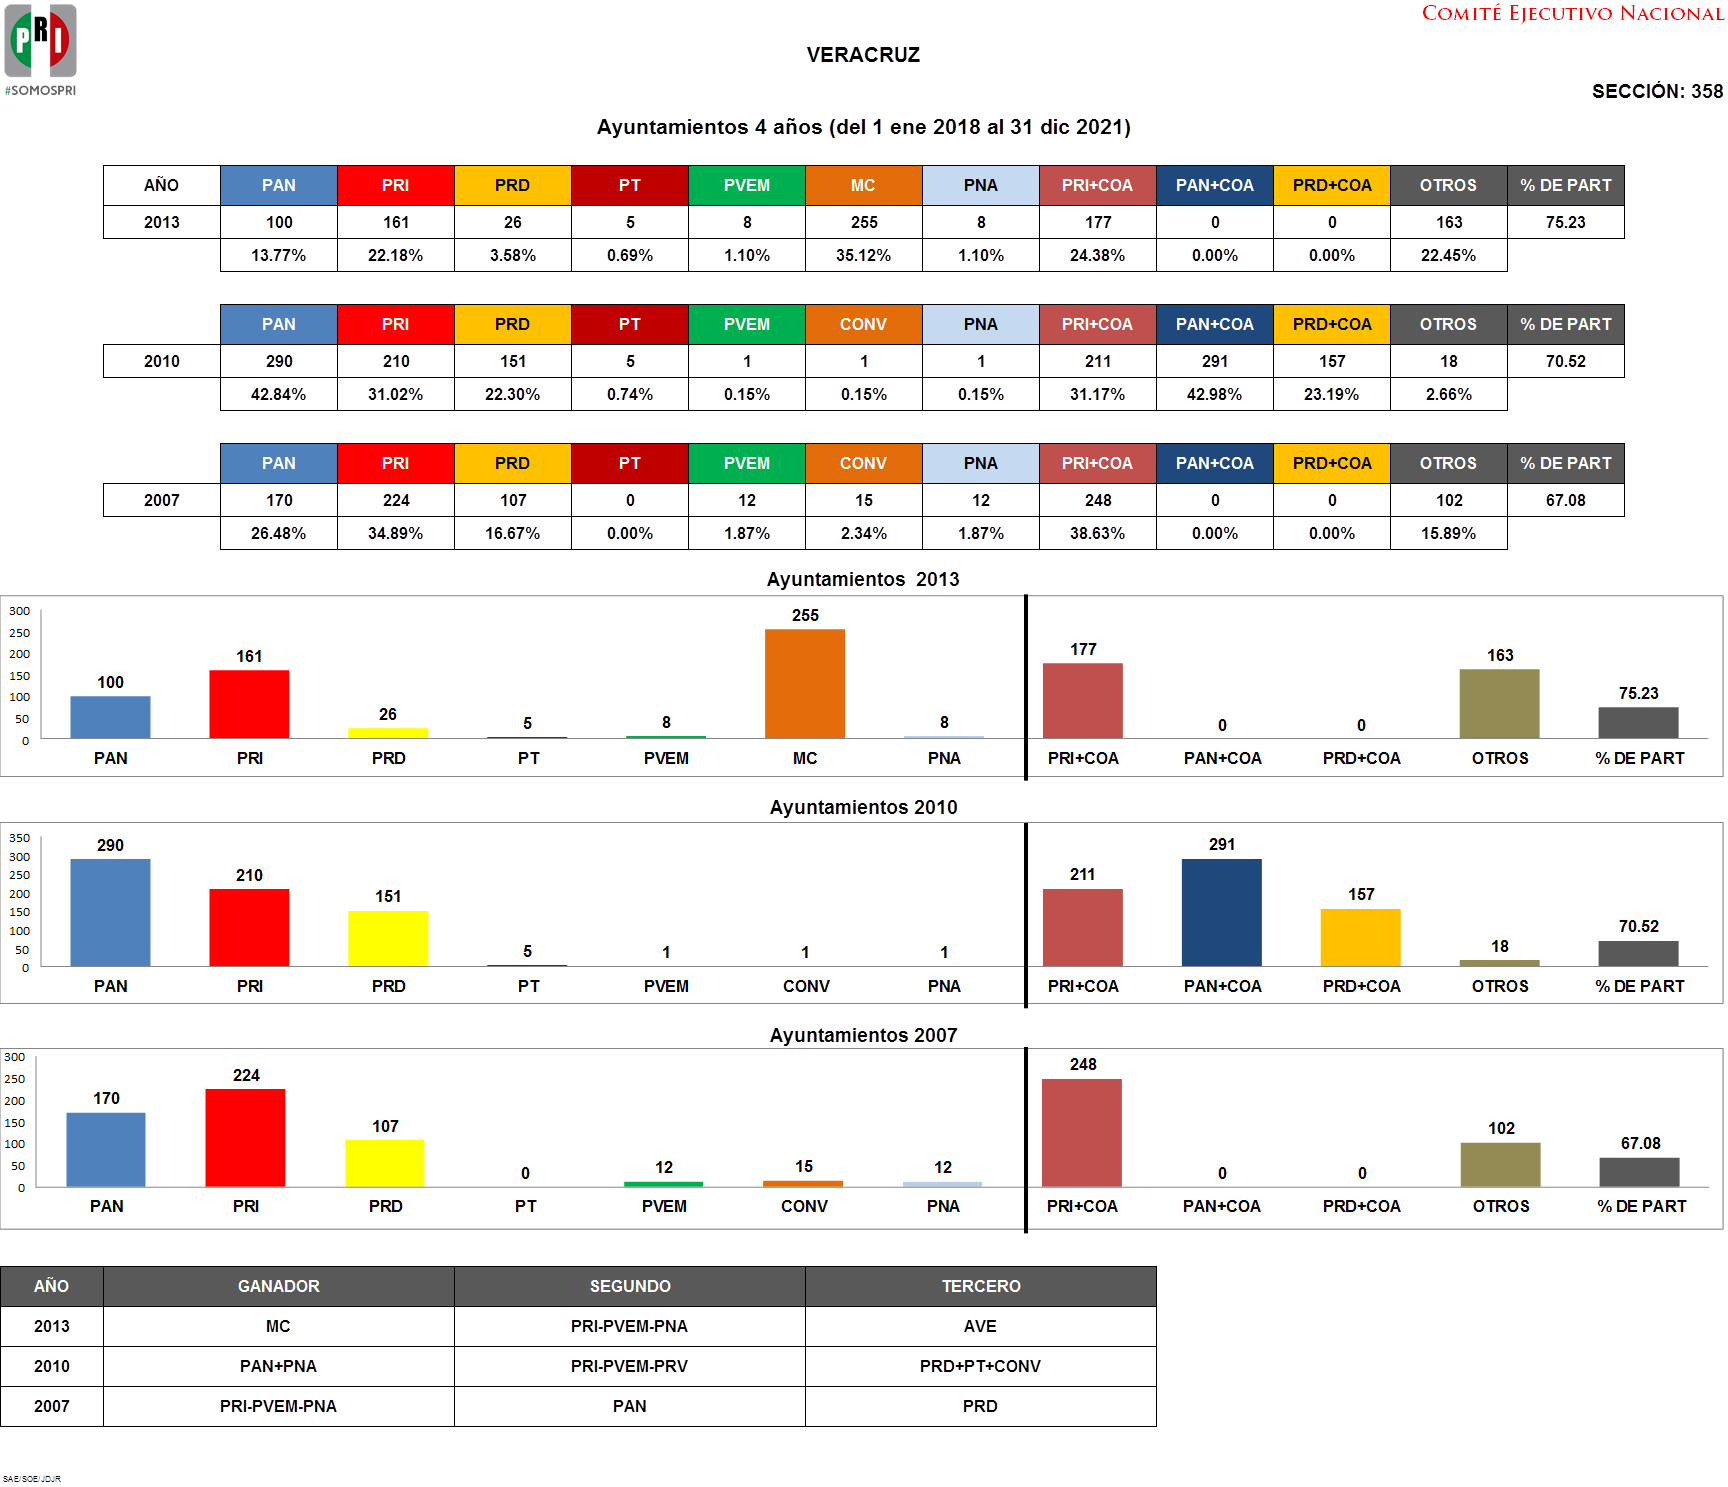 PRI
#SOMOSPRI
COMITÉ EJECUTIVO NACIONAL
VERACRUZ
SECCIÓN: 358
Ayuntamientos 4 años (del 1 ene 2018 al 31 dic 2021)
AÑO PAN PRI PRD PT PVEM MC PNA PRI+COA PAN+COA PRD+COA OTROS % DE PART
2013 100 161 26 5 8 255 8 177 0 0 163 75.23
13.77% 22.18% 3.58% 0.69% 1.10% 35.12% 1.10% 24.38% 0.00% 0.00% 22.45%
PAN PRI PRD PT PVEM CONV PNA PRI+COA PAN+COA PRD+COA OTROS % DE PART
2010 290 210 151 5 1 1 1 211 291 157 18 70.52
42.84% 31.02% 22.30% 0.74% 0.15% 0.15% 0.15% 31.17% 42.98% 23.19% 2.66%
PAN PRI PRD PT PVEM CONV PNA PRI+COA PAN+COA PRD+COA OTROS % DE PART
2007 170 224 107 0 12 15 12 248 0 0 102 67.08
26.48% 34.89% 16.67% 0.00% 1.87% 2.34% 1.87% 38.63% 0.00% 0.00% 15.89%
Ayuntamientos 2013
300
250
200
150
100
50
0
100 161 26 5 8 255 8 177 0 0 163 75.23
PAN PRI PRD PT PVEM MC PNA PRI+COA PAN+COA PRD+COA OTROS % DE PART
Ayuntamientos 2010
350
300
250
200
150
100
50
0
290 210 151 5 1 1 1 211 291 157 18 70.52
PAN PRI PRD PT PVEM CONV PNA PRI+COA PAN+COA PRD+COA OTROS % DE PART
Ayuntamientos 2007
300
250
200
150
100
50
0
170 224 107 0 12 15 12 248 0 0 102 67.08
PAN PRI PRD PT PVEM CONV PNA PRI+COA PAN+COA PRD+COA OTROS % DE PART
AÑO GANADOR SEGUNDO TERCERO
2013 MC PRI-PVEM-PNA AVE
2010 PAN+PNA PRI-PVEM-PRV PRD+PT+CONV
2007 PRI-PVEM-PNA PAN PRD
SAE/SOE/JDJR